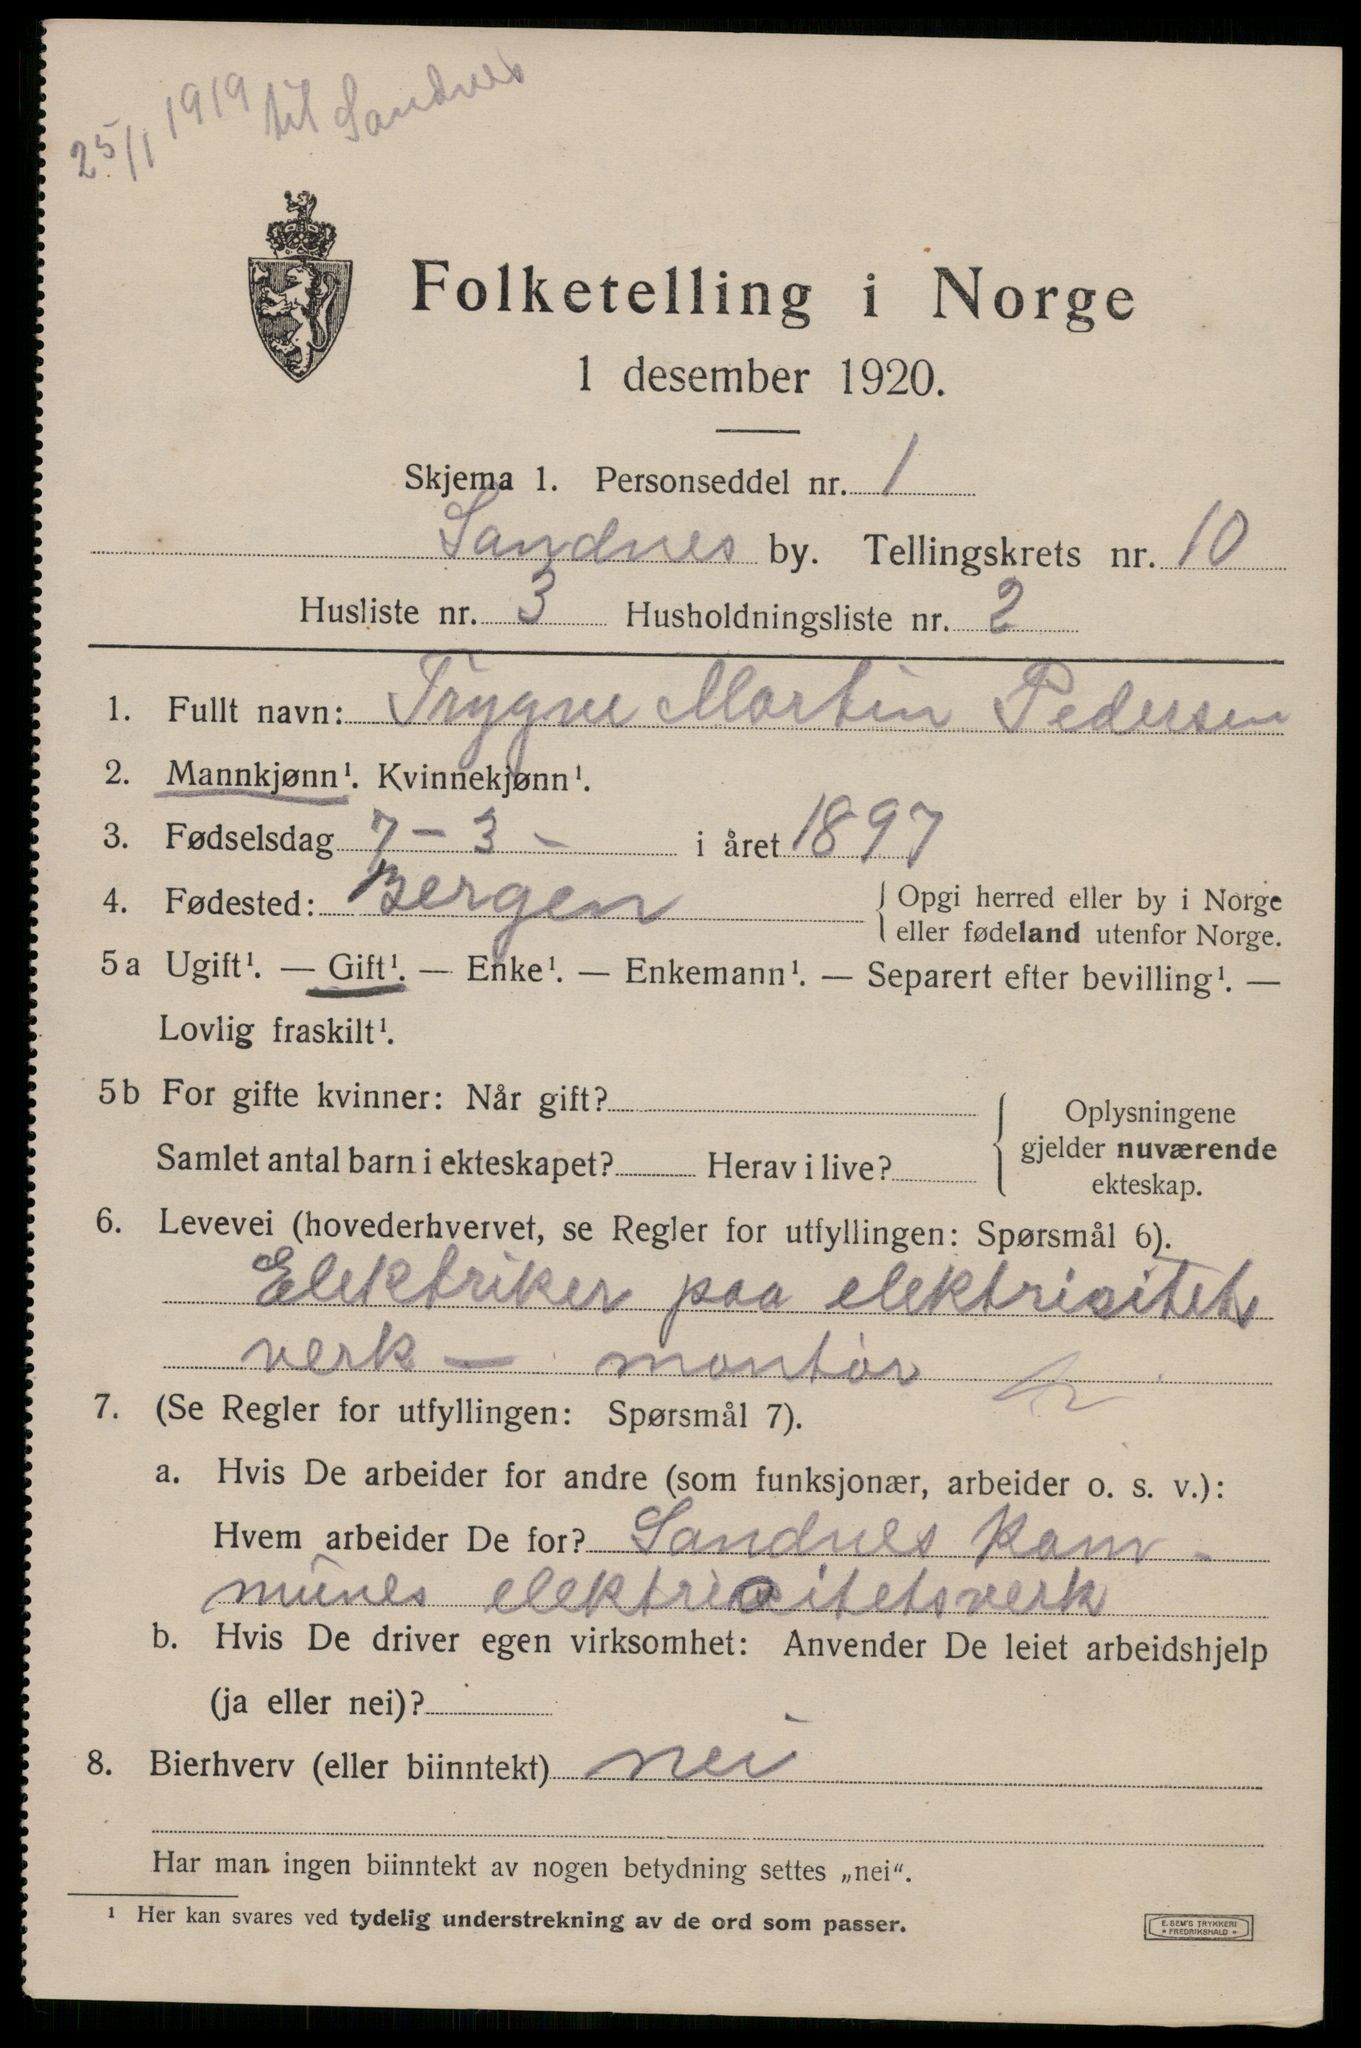 25/1 1919 til Sandnes
Folketelling i Norge
1 desember 1920.
Skjema 1. Personseddel nr. 1
Sandnes by. Tellingskrets nr. 10
Husliste nr. 3 Husholdningsliste nr. 2
1. Fullt navn: Trygve Martin Pedersen
2. Mannkjønn¹. Kvinnekjønn¹.
3. Fødselsdag 7 – 3 – i året 1897
4. Fødested: Bergen { Opgi herred eller by i Norge
eller fødeland utenfor Norge.
5a Ugift¹. — Gift¹. — Enke¹. — Enkemann¹. — Separert efter bevilling¹. —
Lovlig fraskilt¹.
5b For gifte kvinner: Når gift?
Samlet antal barn i ekteskapet? Herav i live?
{ Oplysningene
gjelder nuværende
ekteskap.
6. Levevei (hovederhvervet, se Regler for utfyllingen: Spørsmål 6).
Elektriker paa elektricitets
verk — montør
7. (Se Regler for utfyllingen: Spørsmål 7).
a. Hvis De arbeider for andre (som funksjonær, arbeider o. s. v.):
Hvem arbeider De for? Sandnes Kom-
munes elektricitetsverk
b. Hvis De driver egen virksomhet: Anvender De leiet arbeidshjelp
(ja eller nei)?
8. Bierhverv (eller biinntekt) nei
Har man ingen biinntekt av nogen betydning settes „nei“.
¹ Her kan svares ved tydelig understrekning av de ord som passer.
E. SEM'S TRYKKERI
* FREDRIKSHALD *